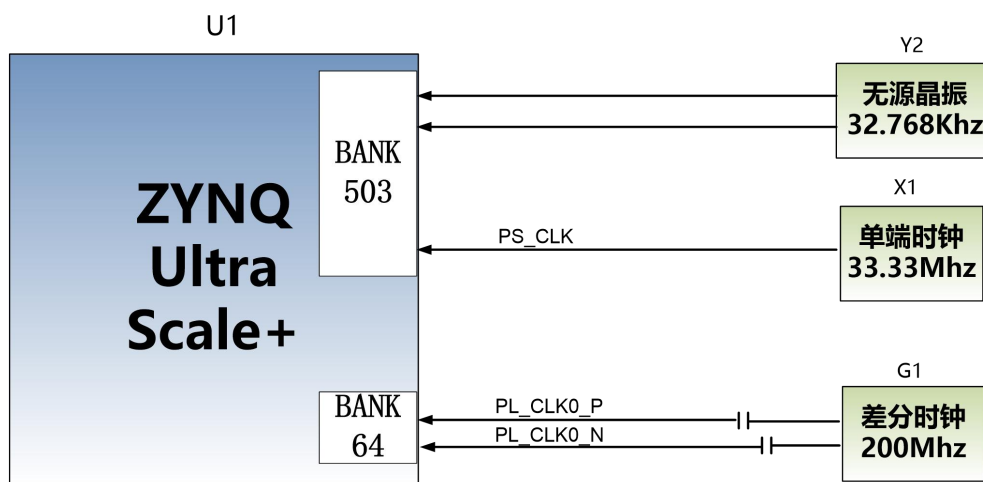 U1
Y2
无源晶振
32.768Khz
BANK
503
X1
ZYNQ
Ultra
Scale+
PS_CLK
单端时钟
33.33Mhz
G1
BANK
64
PL_CLK0_P
PL_CLK0_N
差分时钟
200Mhz